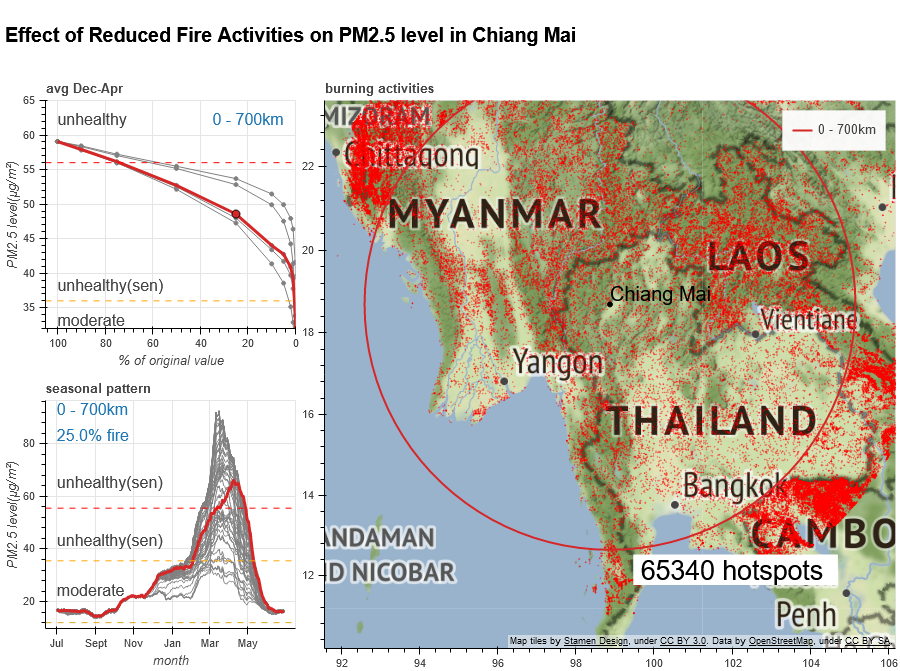 Effect of Reduced Fire Activities on PM2.5 level in Chiang Mai
avg Dec-Apr
65
60
55
50
45
40
35
PM2.5 level(µg/m²)
unhealthy
0 - 700km
unhealthy(sen)
moderate
100
80
60
40
20
0
% of original value
seasonal pattern
0 - 700km
25.0% fire
unhealthy(sen)
unhealthy(sen)
moderate
80
60
40
20
PM2.5 level(µg/m²)
Jul
Sept
Nov
Jan
Mar
May
month
burning activities
0 - 700km
MIZORAM
Chittagong
MYANMAR
LAOS
Chiang Mai
Vientiane
Yangon
THAILAND
Bangkok
CAMBO
ANDAMAN
D NICOBAR
65340 hotspots
Penh
22
20
18
16
14
12
Map tiles by Stamen Design, under CC BY 3.0. Data by OpenStreetMap, under CC BY SA
92
94
96
98
100
102
104
106